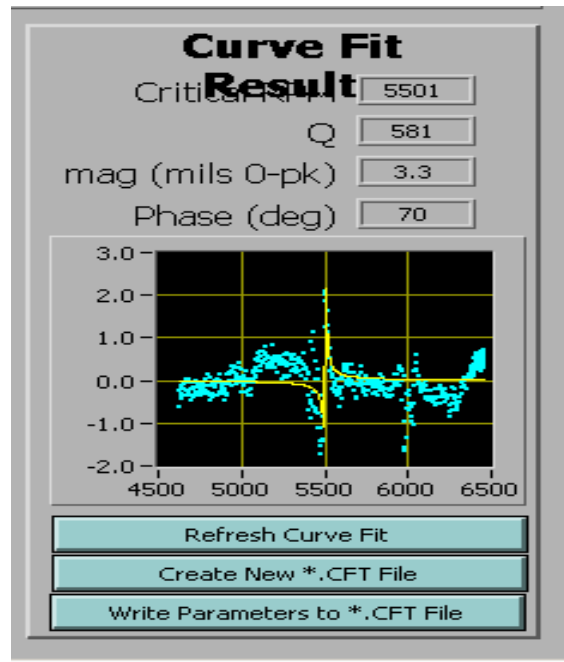 Curve Fit
Result
Critical RPM 5501
Q 581
mag (mils 0-pk) 3.3
Phase (deg) 70
3.0
2.0
1.0
0.0
-1.0
-2.0
4500 5000 5500 6000 6500
Refresh Curve Fit
Create New *.CFT File
Write Parameters to *.CFT File